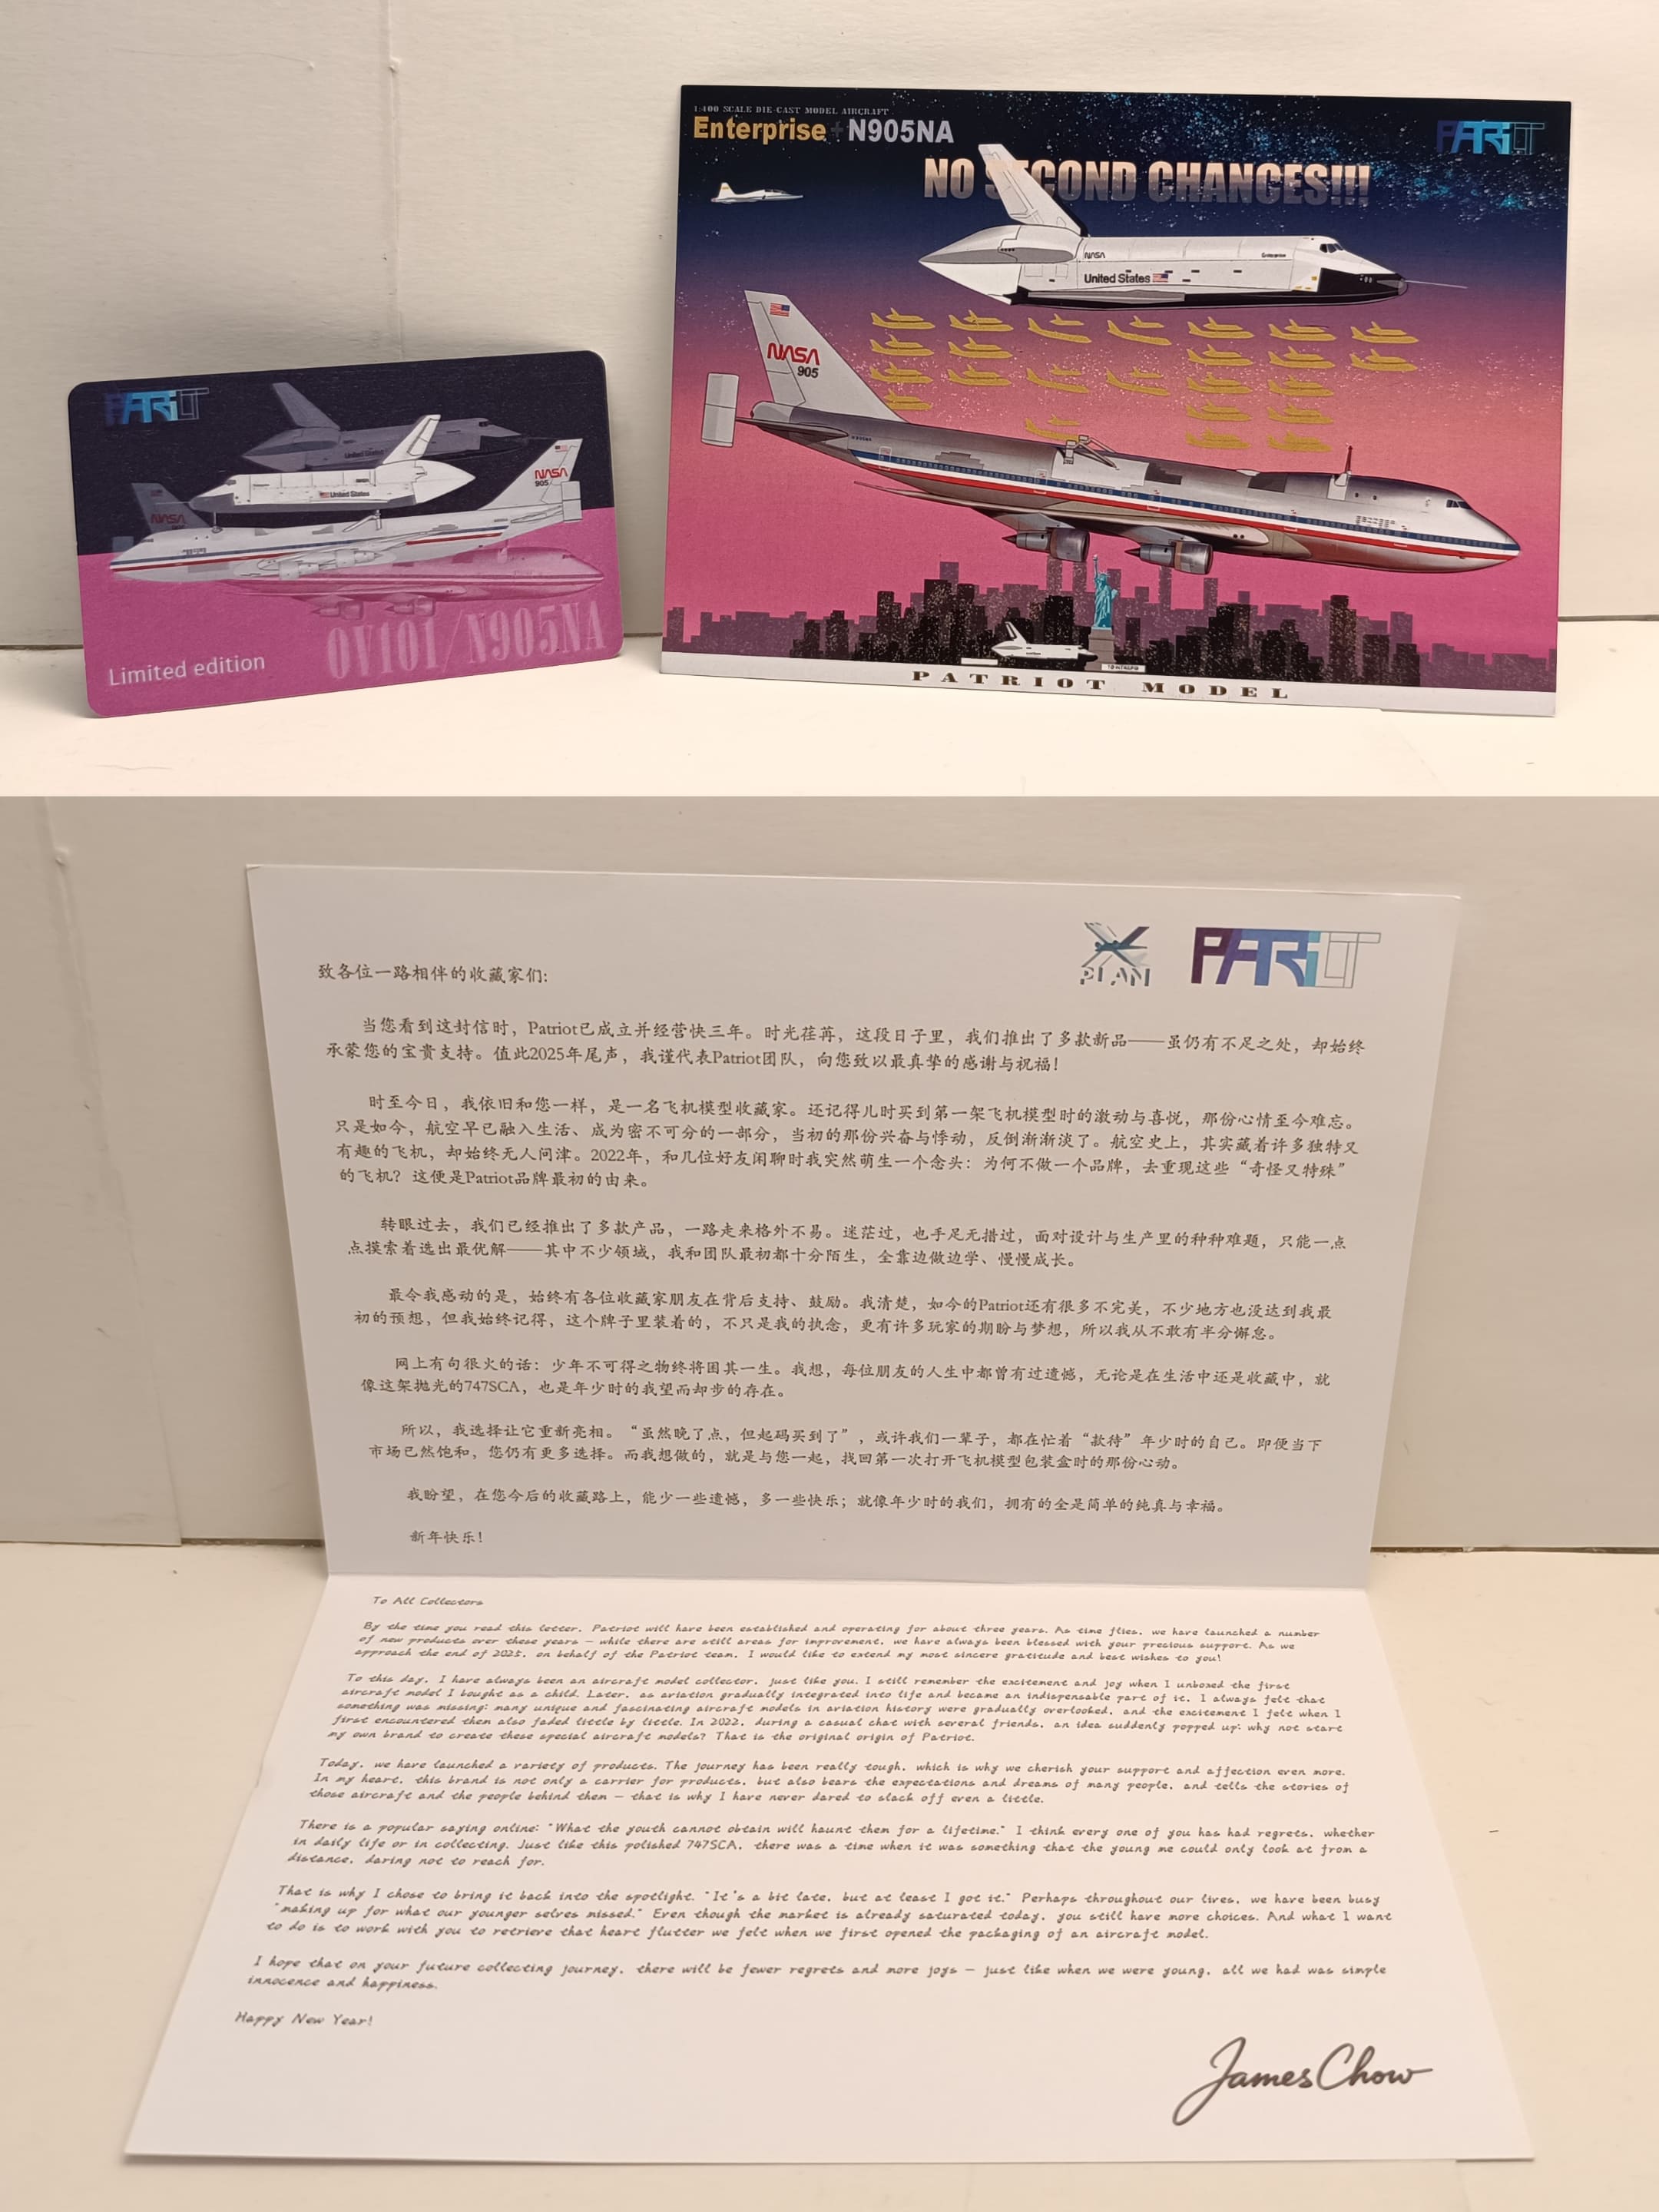 PATRiOT
United States
NASA
NASA
905
United States
Limited edition
OV101/N905NA
1:400 SCALE DIE-CAST MODEL AIRCRAFT
Enterprise + N905NA
PATRiOT
NO SECOND CHANCES!!!
NASA
Enterprise
United States
NASA
905
PATRIOT MODEL
PLAM
PATRiOT
致各位一路相伴的收藏家们:
当您看到这封信时，Patriot已成立并经营快三年。时光荏苒，这段日子里，我们推出了多款新品——虽仍有不足之处，却始终
承蒙您的宝贵支持。值此2025年尾声，我谨代表Patriot团队，向您致以最真挚的感谢与祝福！
时至今日，我依旧和您一样，是一名飞机模型收藏家。还记得儿时买到第一架飞机模型时的激动与喜悦，那份心情至今难忘。
只是如今，航空早已融入生活、成为密不可分的一部分，当初的那份兴奋与悸动，反倒渐渐淡了。航空史上，其实藏着许多独特又
有趣的飞机，却始终无人问津。2022年，和几位好友闲聊时我突然萌生一个念头：为何不做一个品牌，去重现这些“奇怪又特殊”
的飞机？这便是Patriot品牌最初的由来。
转眼过去，我们已经推出了多款产品，一路走来格外不易。迷茫过，也手足无措过，面对设计与生产里的种种难题，只能一点
点摸索着选出最优解——其中不少领域，我和团队最初都十分陌生，全靠边做边学、慢慢成长。
最令我感动的是，始终有各位收藏家朋友在背后支持、鼓励。我清楚，如今的Patriot还有很多不完美，不少地方也没达到我最
初的预想，但我始终记得，这个牌子里装着的，不只是我的执念，更有许多玩家的期盼与梦想，所以我从不敢有半分懈怠。
网上有句很火的话：少年不可得之物终将困其一生。我想，每位朋友的人生中都曾有过遗憾，无论是在生活中还是收藏中，就
像这架抛光的747SCA，也是年少时的我望而却步的存在。
所以，我选择让它重新亮相。“虽然晚了点，但起码买到了”，或许我们一辈子，都在忙着“款待”年少时的自己。即便当下
市场已然饱和，您仍有更多选择。而我想做的，就是与您一起，找回第一次打开飞机模型包装盒时的那份心动。
我盼望，在您今后的收藏路上，能少一些遗憾，多一些快乐；就像年少时的我们，拥有的全是简单的纯真与幸福。
新年快乐！
To All Collectors
By the time you read this letter, Patriot will have been established and operating for about three years. As time flies, we have launched a number
of new products over these years — while there are still areas for improvement, we have always been blessed with your precious support. As we
approach the end of 2025, on behalf of the Patriot team, I would like to extend my most sincere gratitude and best wishes to you!
To this day, I have always been an aircraft model collector, just like you. I still remember the excitement and joy when I unboxed the first
aircraft model I bought as a child. Later, as aviation gradually integrated into life and became an indispensable part of it, I always felt that
something was missing: many unique and fascinating aircraft models in aviation history were gradually overlooked, and the excitement I felt when I
first encountered them also faded little by little. In 2022, during a casual chat with several friends, an idea suddenly popped up: why not start
my own brand to create these special aircraft models? That is the original origin of Patriot.
Today, we have launched a variety of products. The journey has been really tough, which is why we cherish your support and affection even more.
In my heart, this brand is not only a carrier for products, but also bears the expectations and dreams of many people, and tells the stories of
those aircraft and the people behind them — that is why I have never dared to slack off even a little.
There is a popular saying online: "What the youth cannot obtain will haunt them for a lifetime." I think every one of you has had regrets, whether
in daily life or in collecting. Just like this polished 747SCA, there was a time when it was something that the young me could only look at from a
distance, daring not to reach for.
That is why I chose to bring it back into the spotlight. "It's a bit late, but at least I got it." Perhaps throughout our lives, we have been busy
"making up for what our younger selves missed." Even though the market is already saturated today, you still have more choices. And what I want
to do is to work with you to retrieve that heart flutter we felt when we first opened the packaging of an aircraft model.
I hope that on your future collecting journey, there will be fewer regrets and more joys — just like when we were young, all we had was simple
innocence and happiness.
Happy New Year!
James Chow